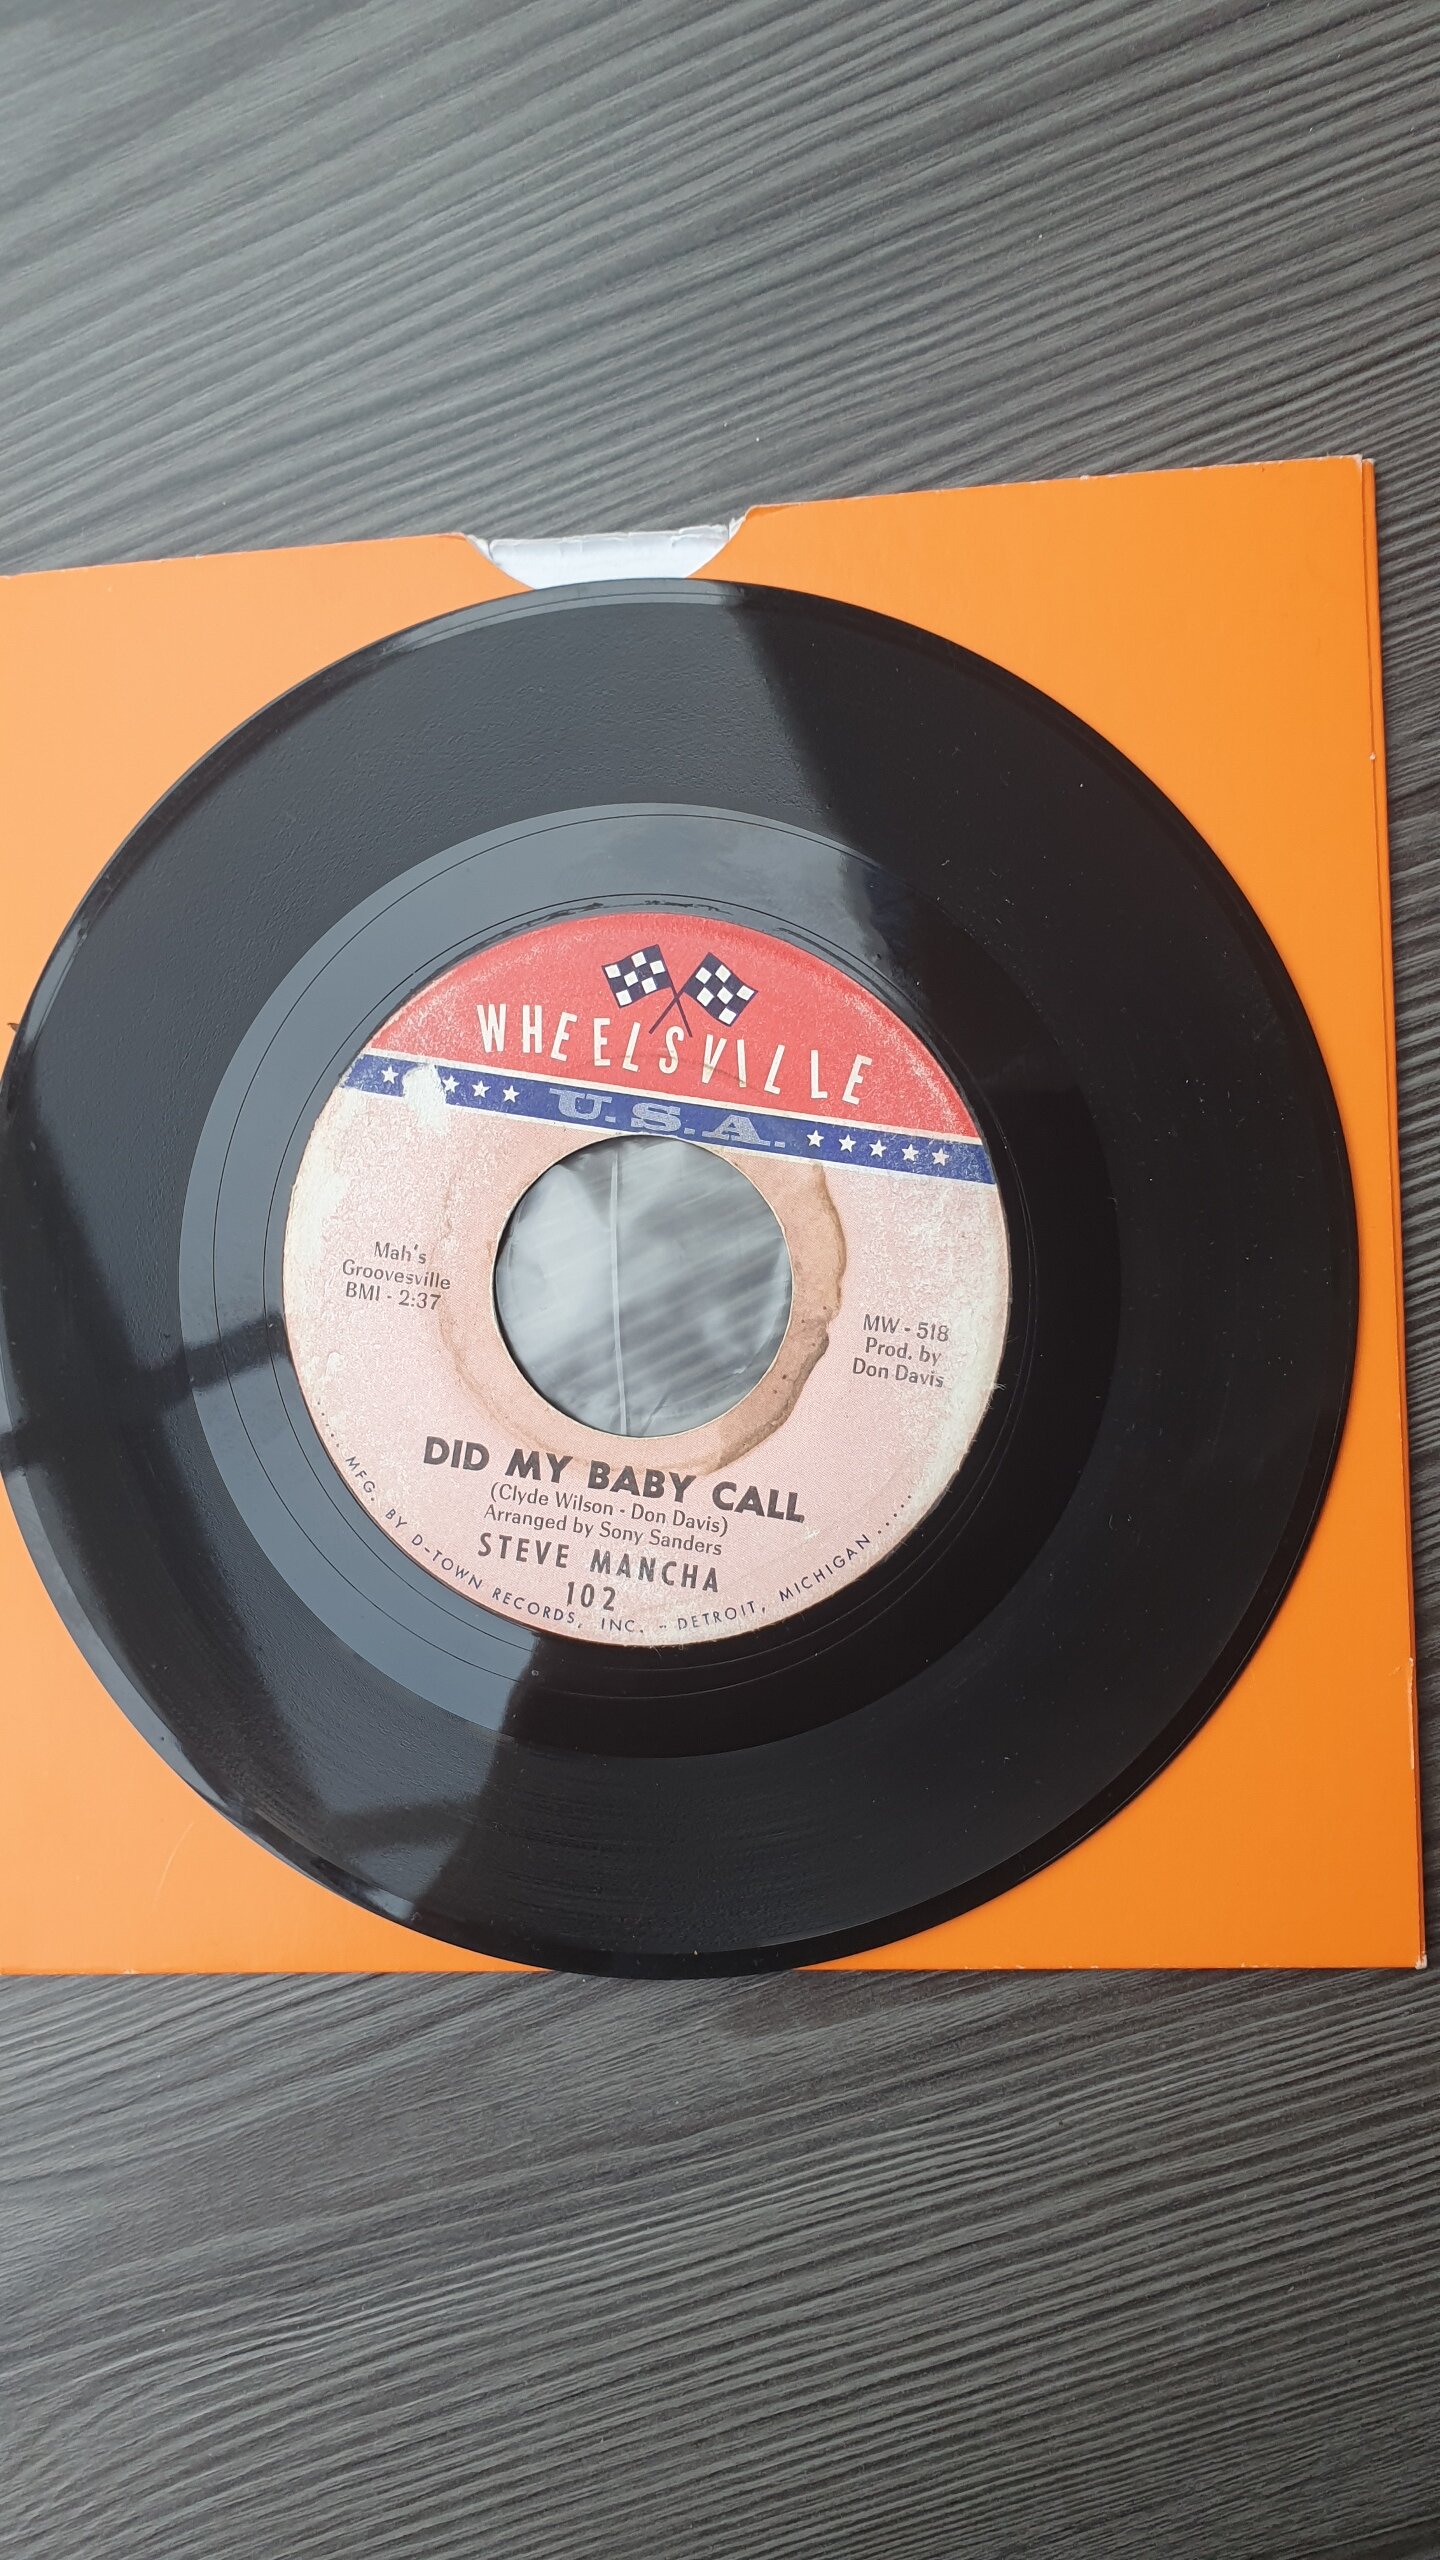 WHEELSVILLE
U.S.A.
Mah's
Groovesville
BMI - 2:37
MW - 518
Prod. by
Don Davis
DID MY BABY CALL
(Clyde Wilson - Don Davis)
Arranged by Sony Sanders
STEVE MANCHA
102
..... MFG. BY D-TOWN RECORDS, INC. - DETROIT, MICHIGAN .....